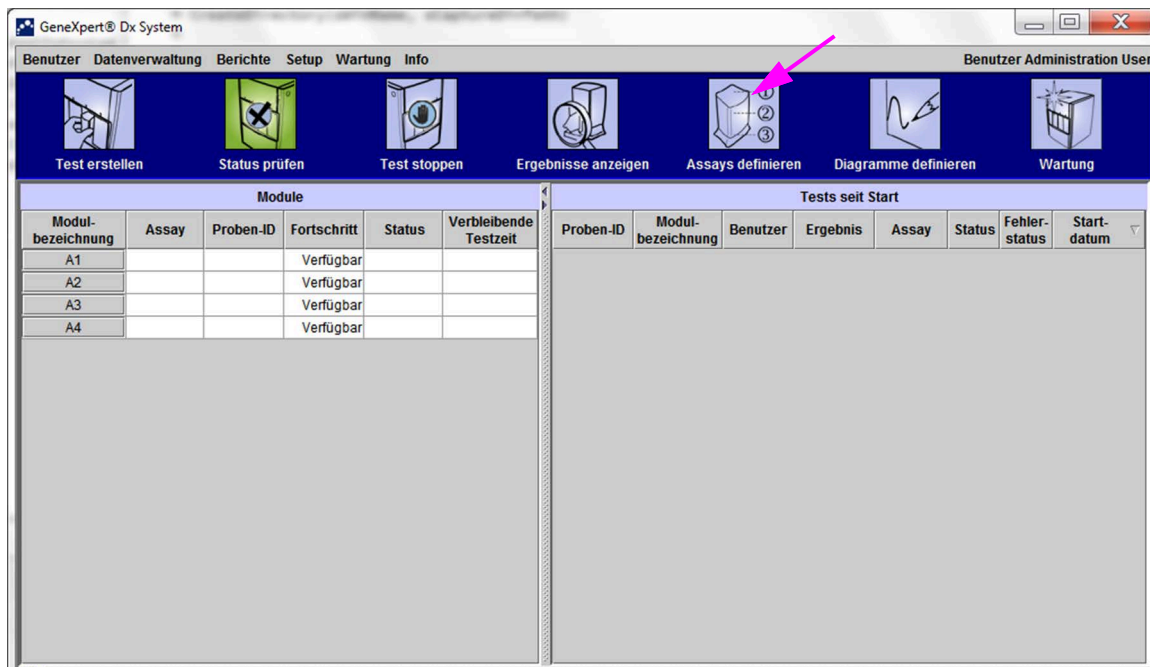 GeneXpert® Dx System
Benutzer Datenverwaltung Berichte Setup Wartung Info Benutzer Administration User
① ② ③
Test erstellen Status prüfen Test stoppen Ergebnisse anzeigen Assays definieren Diagramme definieren Wartung
Module
Modul-bezeichnung Assay Proben-ID Fortschritt Status Verbleibende Testzeit
A1 Verfügbar
A2 Verfügbar
A3 Verfügbar
A4 Verfügbar
Tests seit Start
Proben-ID Modul-bezeichnung Benutzer Ergebnis Assay Status Fehler-status Start-datum